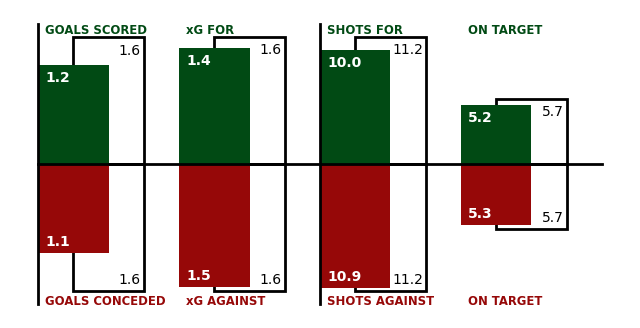 GOALS SCORED xG FOR SHOTS FOR ON TARGET
1.2 1.6 1.4 1.6 10.0 11.2 5.2 5.7
1.1 1.6 1.5 1.6 10.9 11.2 5.3 5.7
GOALS CONCEDED xG AGAINST SHOTS AGAINST ON TARGET